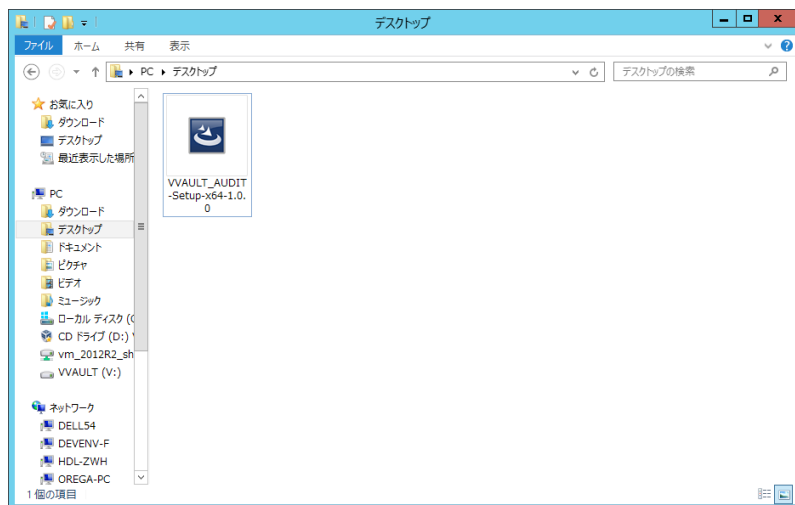 デスクトップ
ファイル ホーム 共有 表示
PC デスクトップ デスクトップの検索
お気に入り
ダウンロード
デスクトップ
最近表示した場所
PC
ダウンロード
デスクトップ
ドキュメント
ピクチャ
ビデオ
ミュージック
ローカル ディスク (C
CD ドライブ (D:)
vm_2012R2_sh
VVAULT (V:)
ネットワーク
DELL54
DEVENV-F
HDL-ZWH
OREGA-PC
VVAULT_AUDIT
-Setup-x64-1.0.
0
1 個の項目